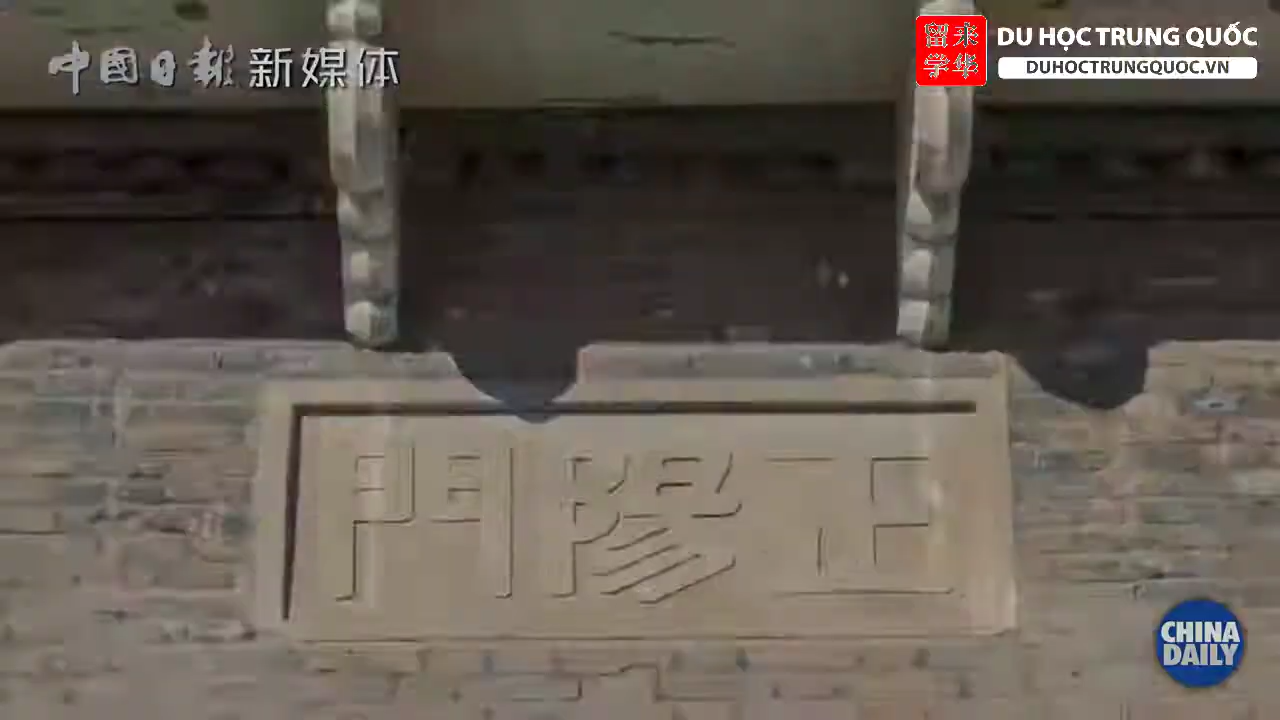 中國日报 新媒体
留来
学华
DU HỌC TRUNG QUỐC
DUHOCTRUNGQUOC.VN
門陽正
CHINA
DAILY